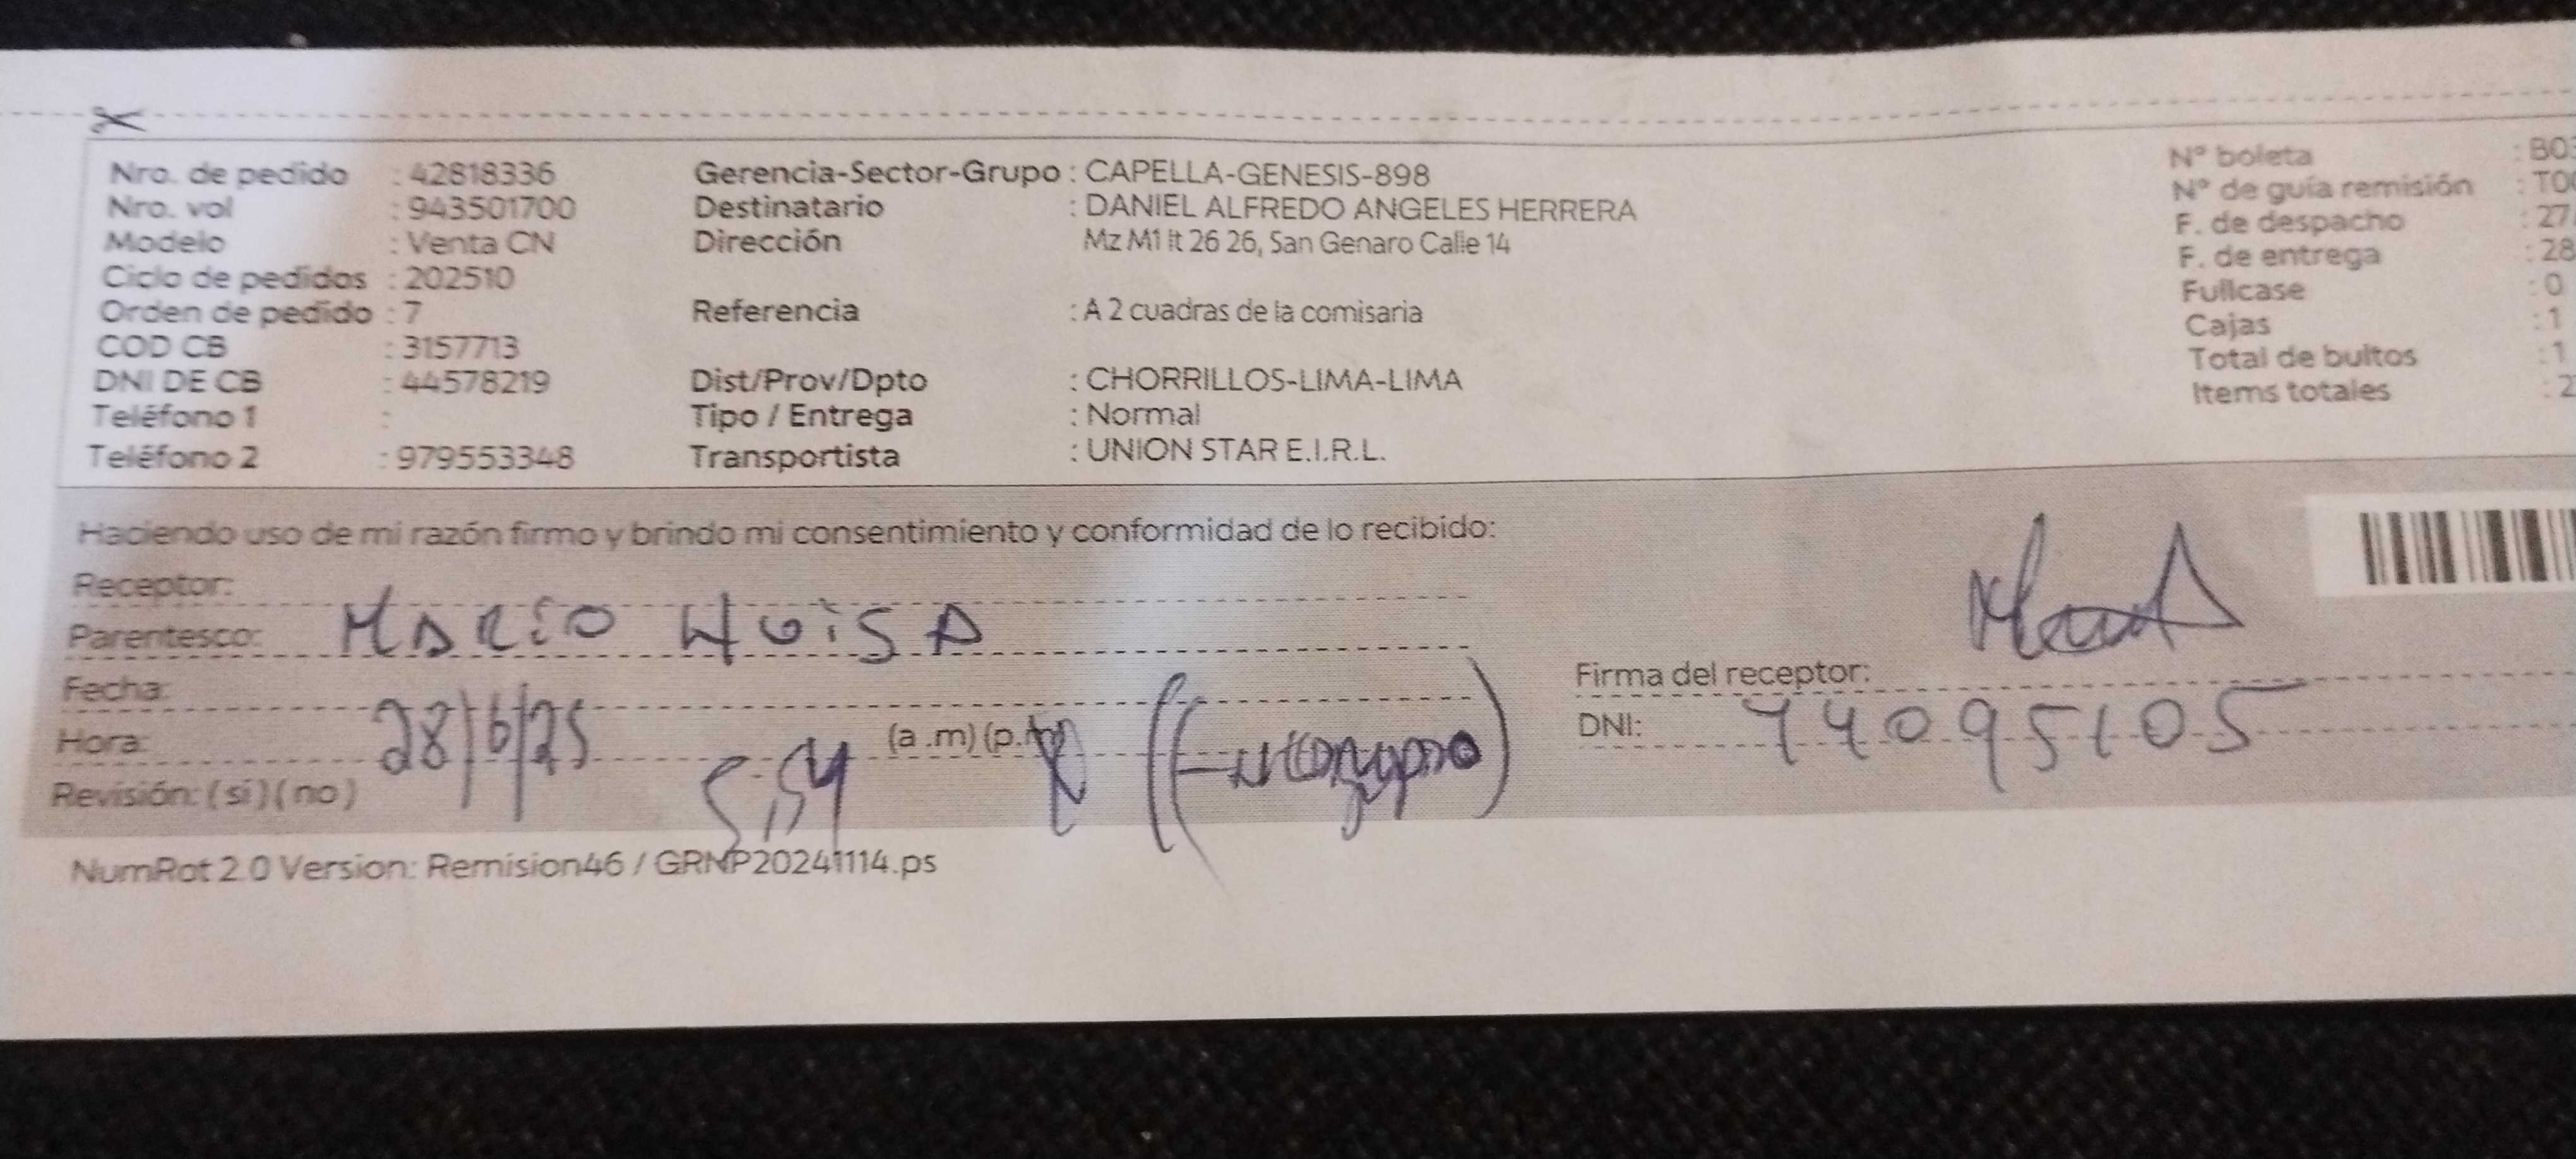 Nro. de pedido : 42818336 Gerencia-Sector-Grupo : CAPELLA-GENESIS-898 N° boleta : B03
Nro. vol : 943501700 Destinatario : DANIEL ALFREDO ANGELES HERRERA N° de guía remisión : T00
Modelo : Venta CN Dirección Mz M1 lt 26 26, San Genaro Calle 14 F. de despacho : 27
Ciclo de pedidos : 202510 F. de entrega : 28
Orden de pedido : 7 Referencia : A 2 cuadras de la comisaria Fullcase : 0
COD CB : 3157713 Cajas : 1
DNI DE CB : 44578219 Dist/Prov/Dpto : CHORRILLOS-LIMA-LIMA Total de bultos : 1
Teléfono 1 : Tipo / Entrega : Normal Items totales : 2
Teléfono 2 : 979553348 Transportista : UNION STAR E.I.R.L.
Haciendo uso de mi razón firmo y brindo mi consentimiento y conformidad de lo recibido:
Receptor:
Parentesco: MARIO HUISA
Fecha: 28/6/25 Firma del receptor:
Hora: 5:54 (a .m) (p.m) DNI:
Revisión: ( si ) ( no )
NumRot 2.0 Version: Remision46 / GRNP20241114.ps